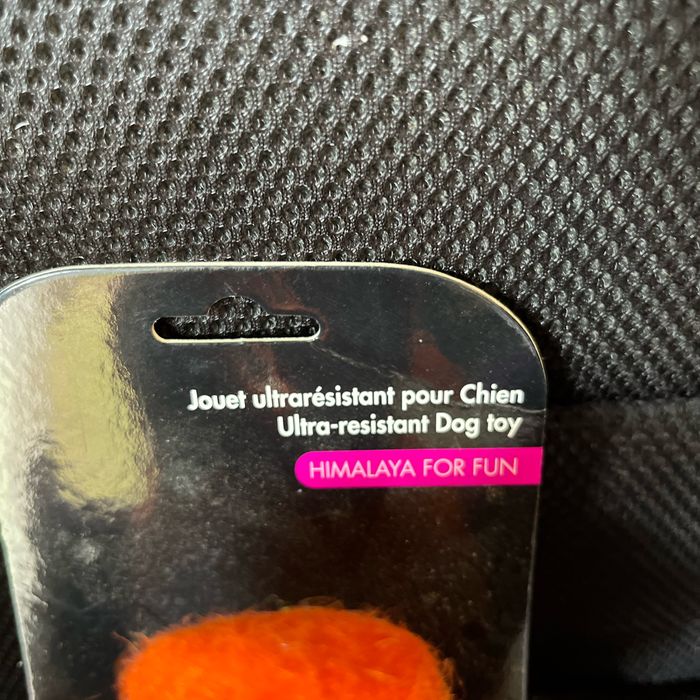 Jouet ultrarésistant pour Chien
Ultra-resistant Dog toy
HIMALAYA FOR FUN